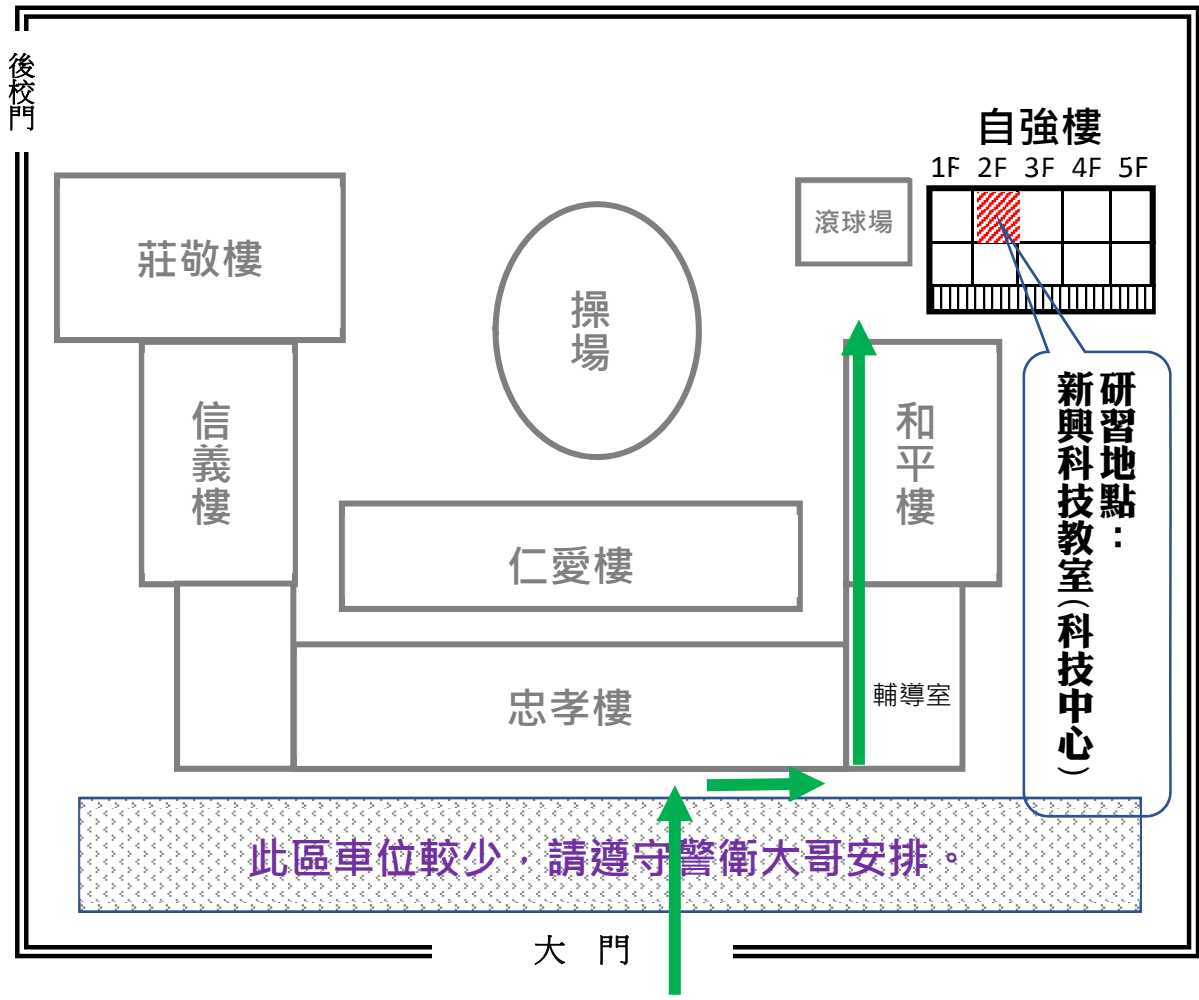 後校門
自強樓
1F 2F 3F 4F 5F
滾球場
莊敬樓
操場
研習地點：
新興科技教室(科技中心)
信義樓
和平樓
仁愛樓
忠孝樓
輔導室
此區車位較少，請遵守警衛大哥安排。
大 門